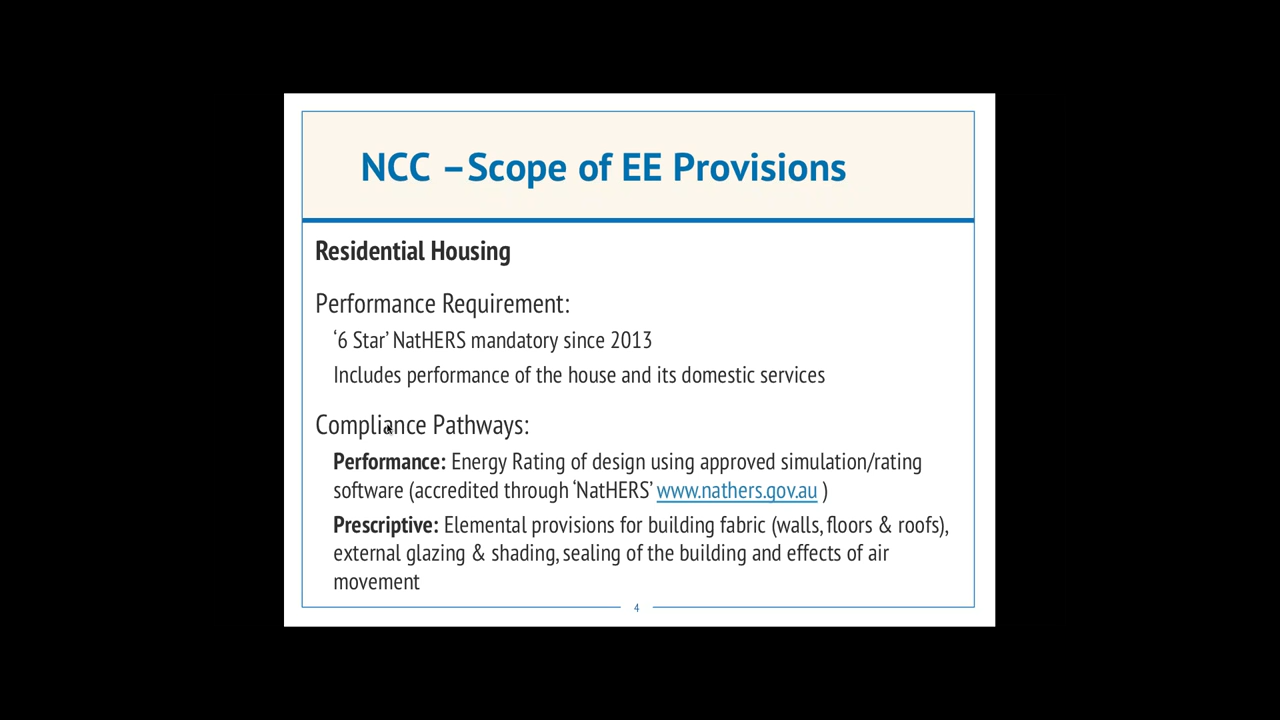 NCC –Scope of EE Provisions
Residential Housing
Performance Requirement:
‘6 Star’ NatHERS mandatory since 2013
Includes performance of the house and its domestic services
Compliance Pathways:
Performance: Energy Rating of design using approved simulation/rating
software (accredited through ‘NatHERS’ www.nathers.gov.au )
Prescriptive: Elemental provisions for building fabric (walls, floors & roofs),
external glazing & shading, sealing of the building and effects of air
movement
4